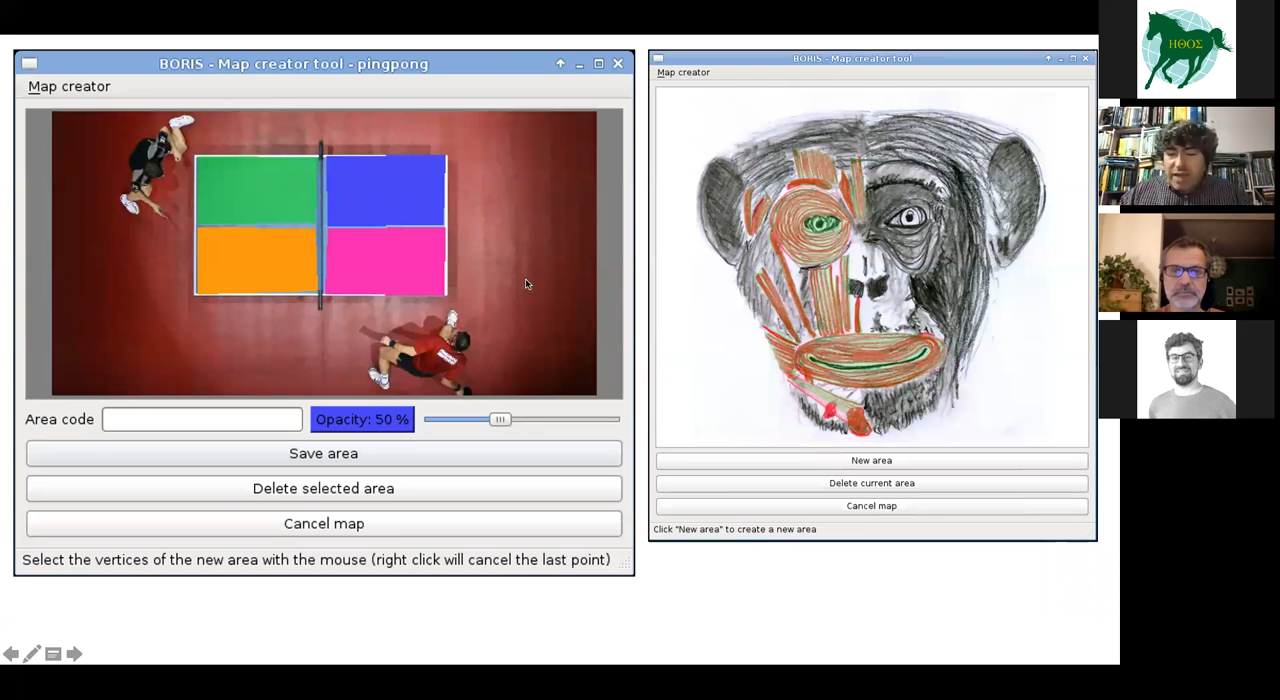 BORIS - Map creator tool - pingpong
Map creator
Area code
Opacity: 50 %
Save area
Delete selected area
Cancel map
Select the vertices of the new area with the mouse (right click will cancel the last point)
BORIS - Map creator tool
Map creator
New area
Delete current area
Cancel map
Click "New area" to create a new area
ΗΘΟΣ